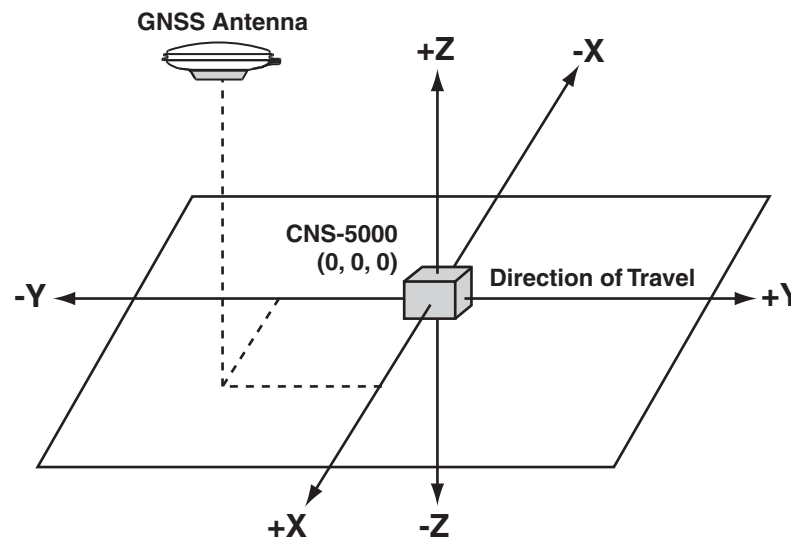 GNSS Antenna
+Z
-X
CNS-5000
(0, 0, 0)
Direction of Travel
-Y
+Y
+X
-Z